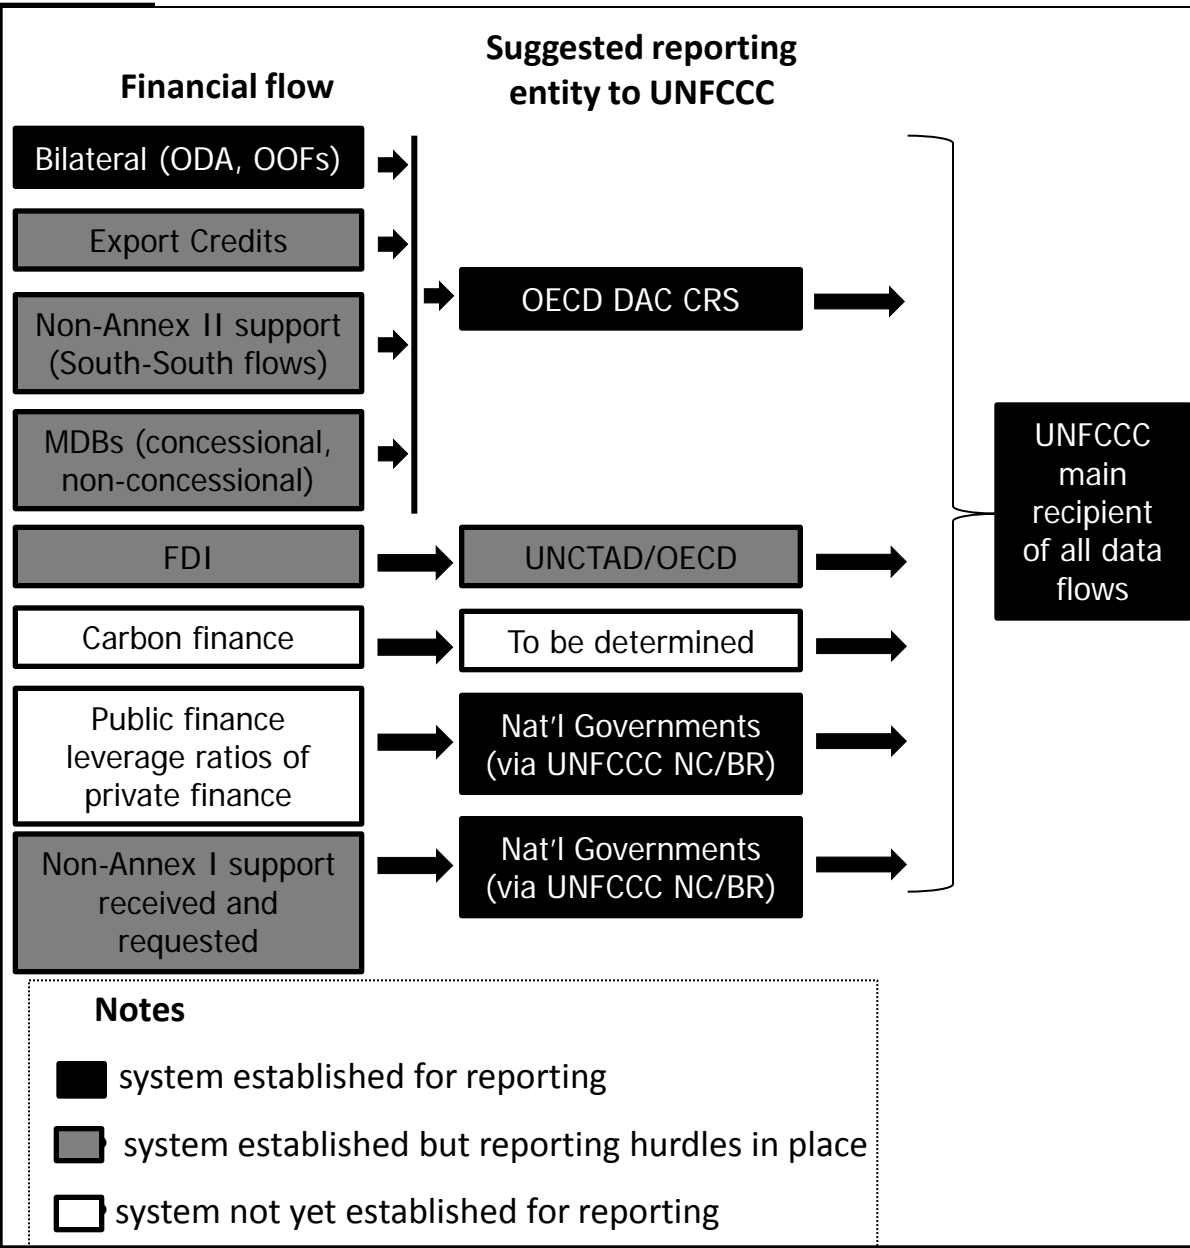 Financial flow
Suggested reporting
entity to UNFCCC
Bilateral (ODA, OOFs)
Export Credits
Non-Annex II support
(South-South flows)
MDBs (concessional,
non-concessional)
OECD DAC CRS
FDI
UNCTAD/OECD
Carbon finance
To be determined
Public finance
leverage ratios of
private finance
Nat'l Governments
(via UNFCCC NC/BR)
Non-Annex I support
received and
requested
Nat'l Governments
(via UNFCCC NC/BR)
UNFCCC
main
recipient
of all data
flows
Notes
system established for reporting
system established but reporting hurdles in place
system not yet established for reporting